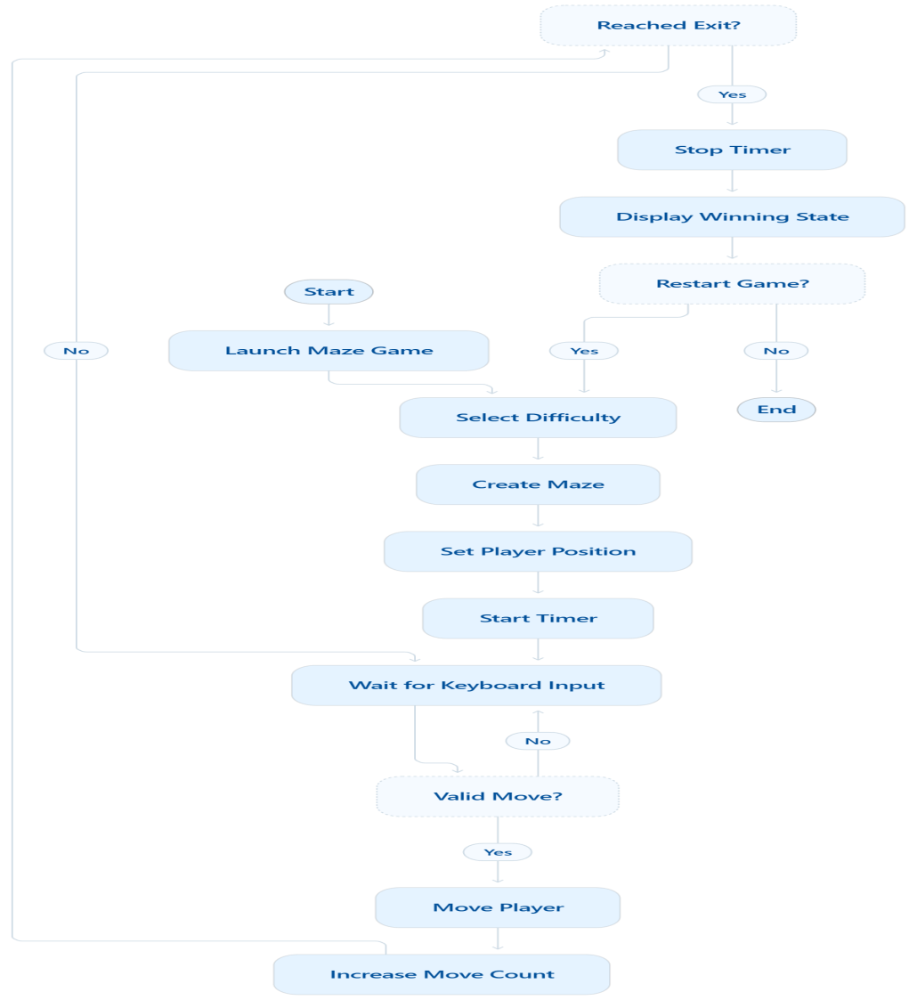 Reached Exit?
Yes
Stop Timer
Display Winning State
Restart Game?
Start
No
Launch Maze Game
Yes
No
Select Difficulty
End
Create Maze
Set Player Position
Start Timer
Wait for Keyboard Input
No
Valid Move?
Yes
Move Player
Increase Move Count